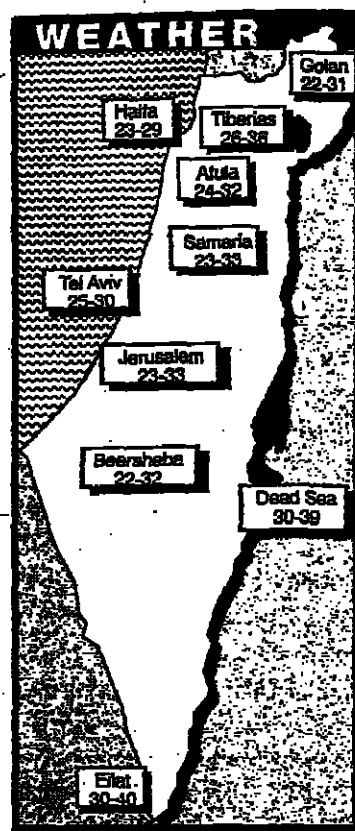 WEATHER
Golan
22-31
Haifa
23-29
Tiberias
26-36
Afula
24-32
Samaria
23-33
Tel Aviv
25-30
Jerusalem
23-33
Beersheba
22-32
Dead Sea
30-39
Eilat
30-40